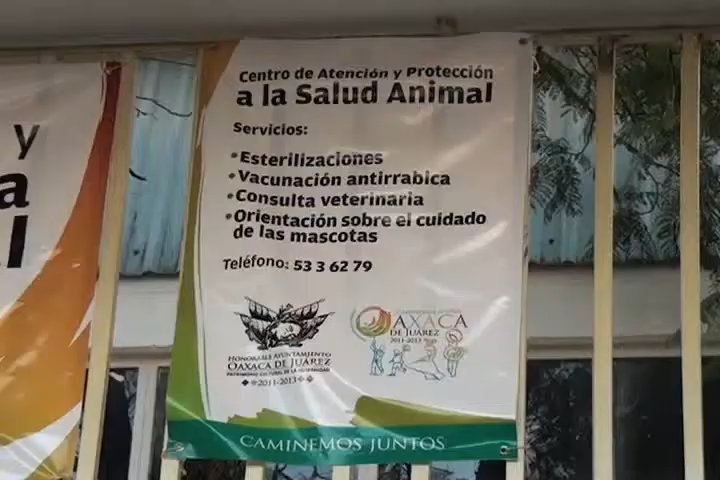 y
a
l
Centro de Atención y Protección
a la Salud Animal
Servicios:
•Esterilizaciones
•Vacunación antirrabica
•Consulta veterinaria
•Orientación sobre el cuidado
de las mascotas
Teléfono: 53 3 62 79
HONORABLE AYUNTAMIENTO
OAXACA DE JUÁREZ
PATRIMONIO CULTURAL DE LA HUMANIDAD
2011-2013
OAXACA
DE JUÁREZ
2011-2013
CAMINEMOS JUNTOS